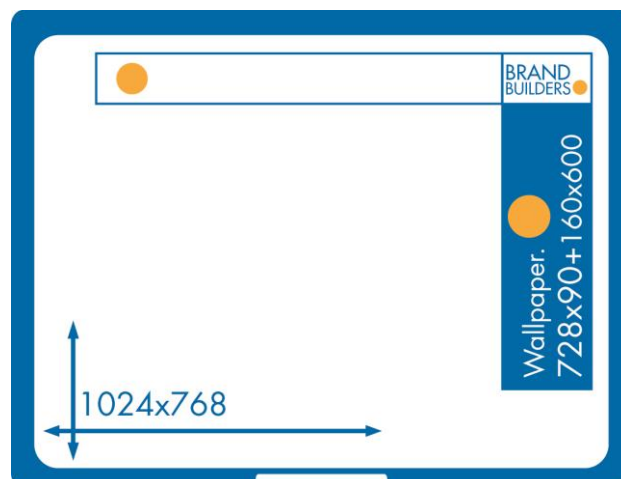 BRAND
BUILDERS
Wallpaper.
728x90+160x600
1024x768